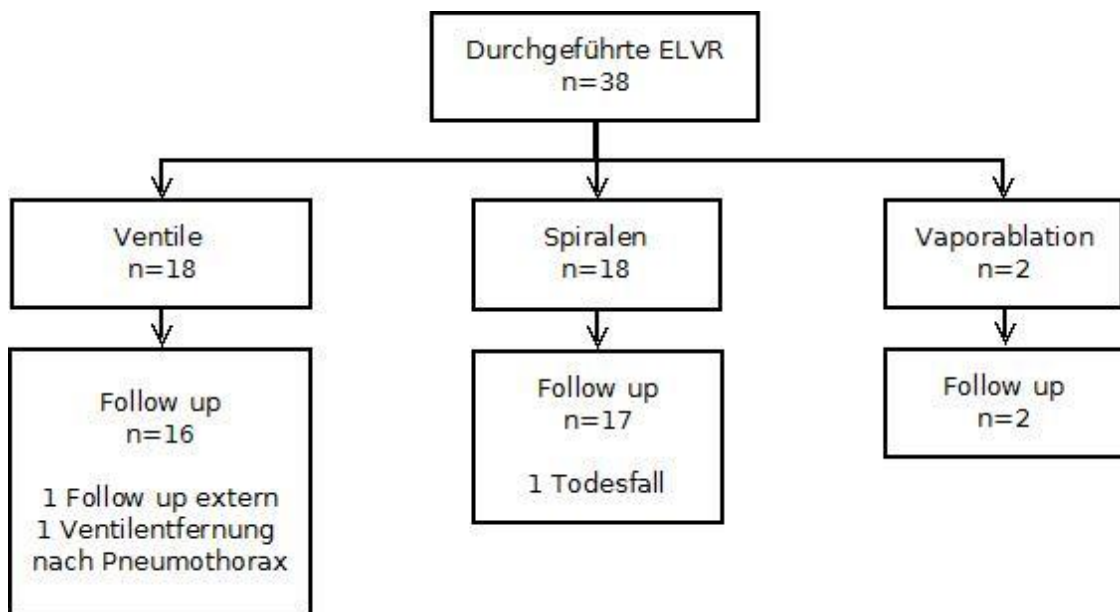 Durchgeführte ELVR
n=38
Ventile
n=18
Spiralen
n=18
Vaporablation
n=2
Follow up
n=16
1 Follow up extern
1 Ventilentfernung
nach Pneumothorax
Follow up
n=17
1 Todesfall
Follow up
n=2